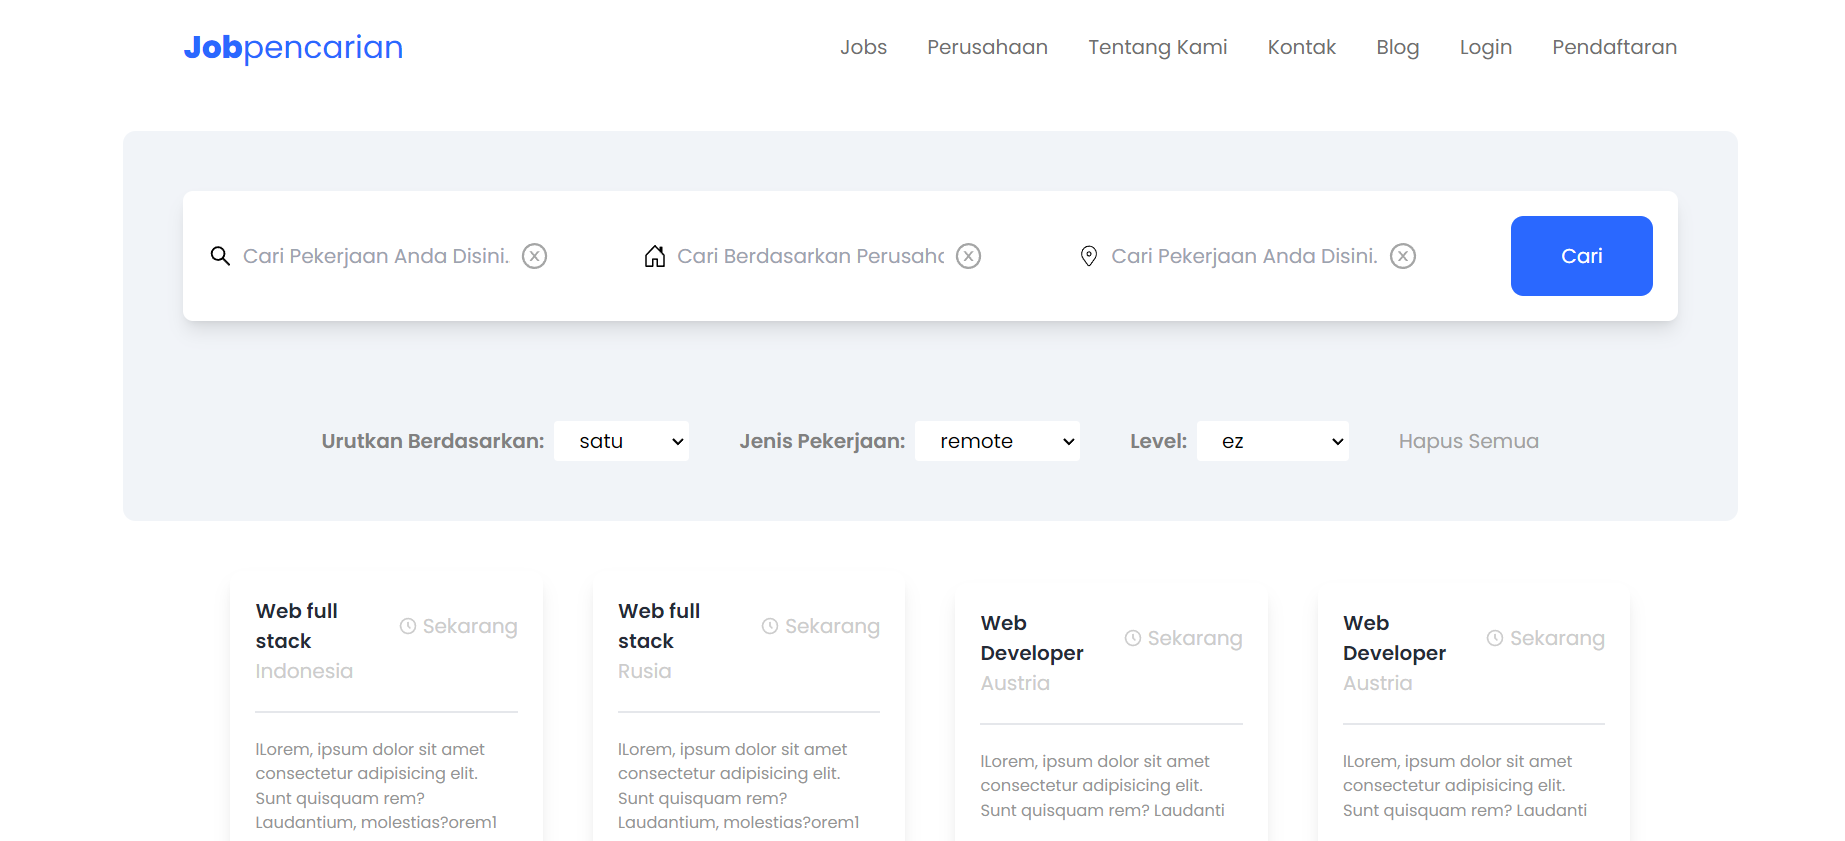 Jobpencarian
Jobs Perusahaan Tentang Kami Kontak Blog Login Pendaftaran
Cari Pekerjaan Anda Disini. Cari Berdasarkan Perusaha Cari Pekerjaan Anda Disini. Cari
Urutkan Berdasarkan: satu Jenis Pekerjaan: remote Level: ez Hapus Semua
Web full
stack
Sekarang
Indonesia
lLorem, ipsum dolor sit amet
consectetur adipisicing elit.
Sunt quisquam rem?
Laudantium, molestias?orem1
Web full
stack
Sekarang
Rusia
lLorem, ipsum dolor sit amet
consectetur adipisicing elit.
Sunt quisquam rem?
Laudantium, molestias?orem1
Web
Developer
Sekarang
Austria
lLorem, ipsum dolor sit amet
consectetur adipisicing elit.
Sunt quisquam rem? Laudanti
Web
Developer
Sekarang
Austria
lLorem, ipsum dolor sit amet
consectetur adipisicing elit.
Sunt quisquam rem? Laudanti